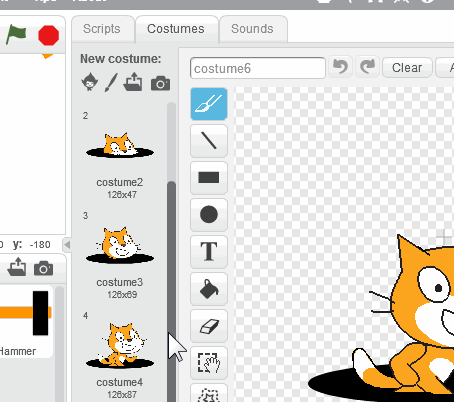 Scripts
Costumes
Sounds
New costume:
costume6
Clear
2
costume2
126x47
3
costume3
126x69
4
costume4
126x87
y: -180
Hammer
T